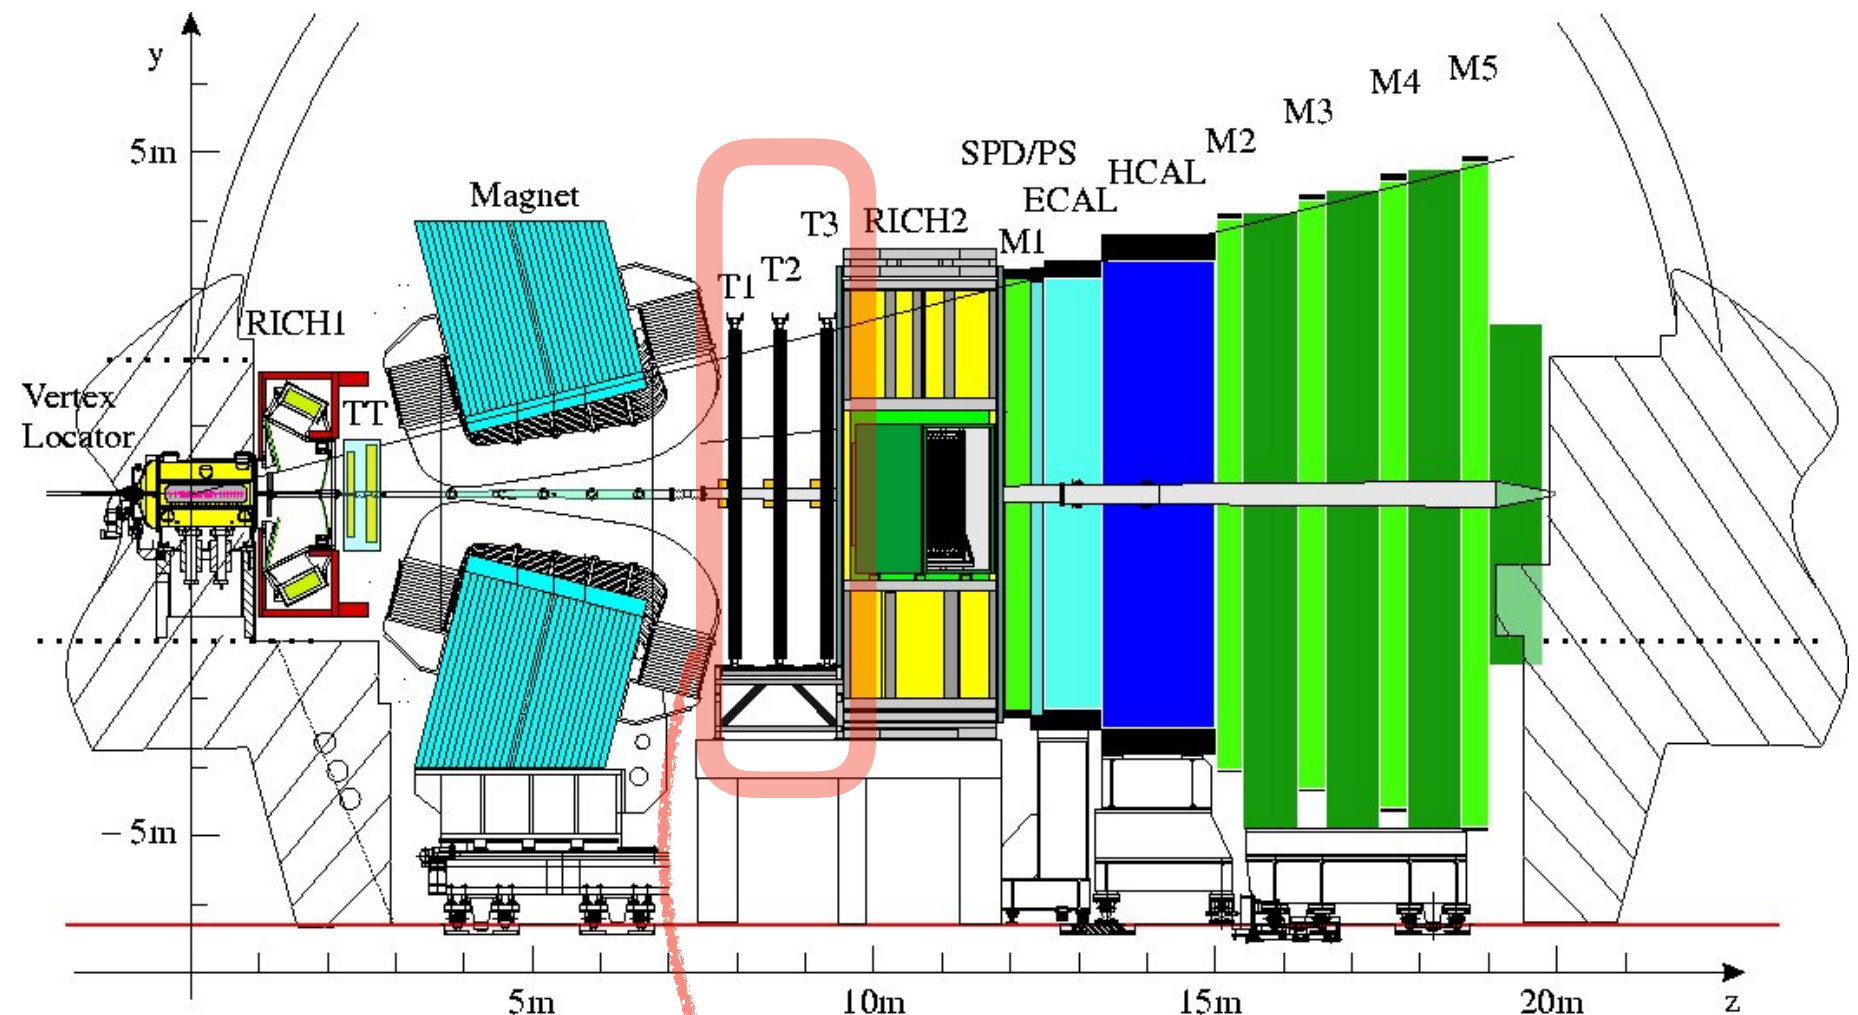 y
5m
Magnet
RICH1
Vertex
Locator
TT
T1
T2
T3
RICH2
SPD/PS
ECAL
HCAL
M1
M2
M3
M4
M5
− 5m
5m
10m
15m
20m
z